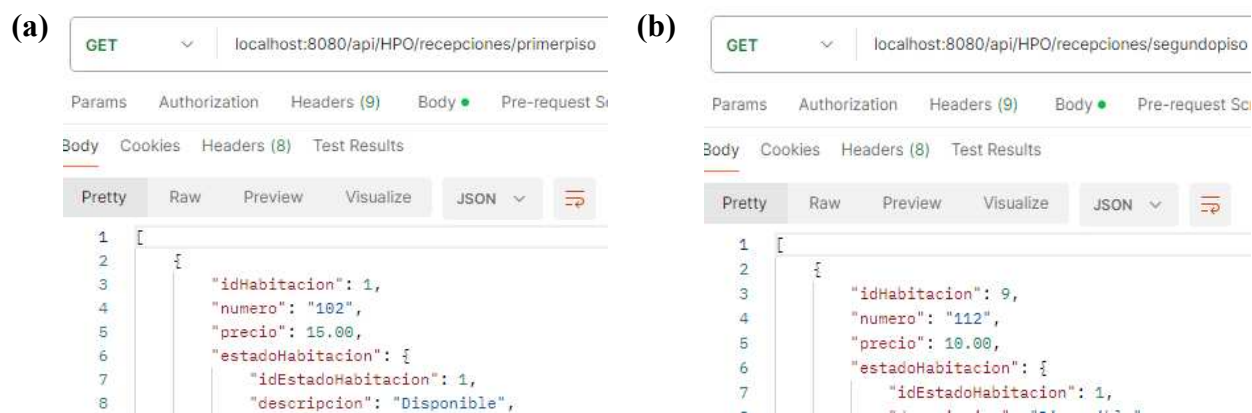 (a)
GET localhost:8080/api/HPO/recepciones/primerpiso
Params Authorization Headers (9) Body Pre-request
Body Cookies Headers (8) Test Results
Pretty Raw Preview Visualize JSON
1 [
2 {
3 "idHabitacion": 1,
4 "numero": "102",
5 "precio": 15.00,
6 "estadoHabitacion": {
7 "idEstadoHabitacion": 1,
8 "descripcion": "Disponible",
(b)
GET localhost:8080/api/HPO/recepciones/segundopiso
Params Authorization Headers (9) Body Pre-request
Body Cookies Headers (8) Test Results
Pretty Raw Preview Visualize JSON
1 [
2 {
3 "idHabitacion": 9,
4 "numero": "112",
5 "precio": 10.00,
6 "estadoHabitacion": {
7 "idEstadoHabitacion": 1,